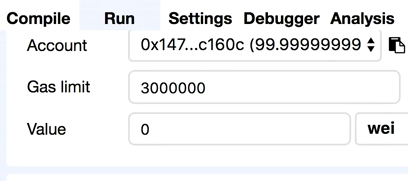 Compile Run Settings Debugger Analysis
Account 0x147...c160c (99.99999999
Gas limit 3000000
Value 0 wei